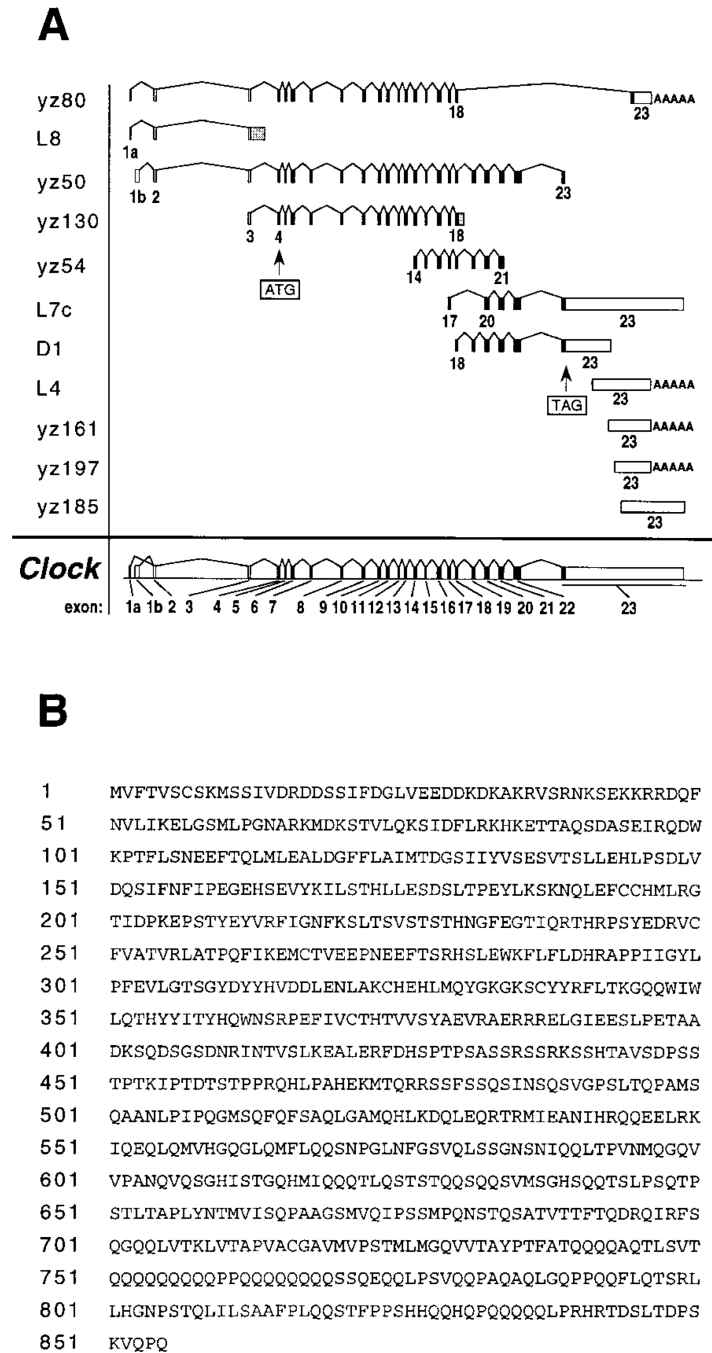 A
yz80 18 23 AAAAA
L8 1a
yz50 1b 2 23
yz130 3 4 18
ATG
yz54 14 21
L7c 17 20 23
D1 18 23
TAG
L4 23 AAAAA
yz161 23 AAAAA
yz197 23 AAAAA
yz185 23
Clock
exon: 1a 1b 2 3 4 5 6 7 8 9 10 11 12 13 14 15 16 17 18 19 20 21 22 23
B
1 MVFTVSCSKMSSIVDRDDSSIFDGLVEEDDKDKAKRVSRNKSEKKRRDQF
51 NVLIKELGSMLPGNARKMDKSTVLQKSIDFLRKHKETTAQSDASEIRQDW
101 KPTFLSNEEFTQLMLEALDGFFLAIMTDGSIIYVSESVTSLLEHLPSDLV
151 DQSIFNFIPEGEHSEVYKILSTHLLESDSLTPEYLKSKNQLEFCCHMLRG
201 TIDPKEPSTYEYVRFIGNFKSLTSVSTSTHNGFEGTIQRTHRPSYEDRVC
251 FVATVRLATPQFIKEMCTVEEPNEEFTSRHSLEWKFLFLDHRAPPIIGYL
301 PFEVLGTSGYDYYHVDDLENLAKCHEHLMQYGKGKSCYYRFLTKGQQWIW
351 LQTHYYITYHQWNSRPEFIVCTHTVVSYAEVRAERRRELGIEESLPETAA
401 DKSQDSGSDNRINTVSLKEALERFDHSPTPSASSRSSRKSSHTAVSDPSS
451 TPTKIPTDTSTPPRQHLPAHEKMTQRRSSFSSQSINSQSVGPSLTQPAMS
501 QAANLPIPQGMSQFQFSAQLGAMQHLKDQLEQRTRMIEANIHRQQEELRK
551 IQEQLQMVHGQGLQMFLQQSNPGLNFGSVQLSSGNSNIQQLTPVNMQGQV
601 VPANQVQSGHISTGQHMIQQQTLQSTSTQQSQQSVMSGHSQQTSLPSQTP
651 STLTAPLYNTMVISQPAAGSMVQIPSSMPQNSTQSATVTTFTQDRQIRFS
701 QGQQLVTKLVTAPVACGAVMVPSTMLMGQVVTAYPTFATQQQQAQTLSVT
751 QQQQQQQQQPPQQQQQQQQSSQEQQLPSVQQPAQAQLGQPPQQFLQTSRL
801 LHGNPSTQLILSAAFPLQQSTFPPSHHQQHQPQQQQQLPRHRTDSLTDPS
851 KVQPQ